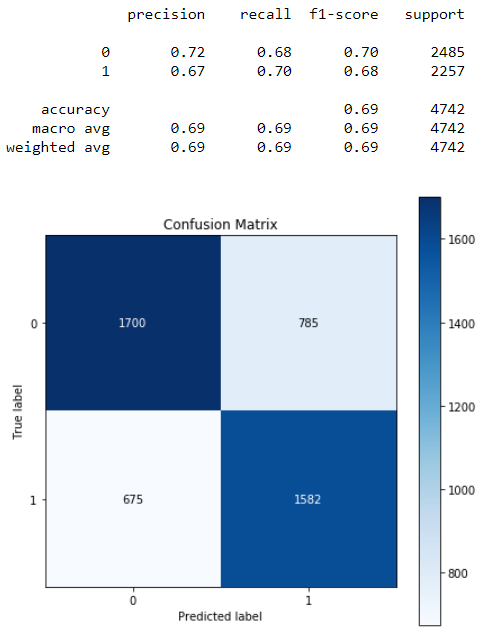 precision recall f1-score support
0 0.72 0.68 0.70 2485
1 0.67 0.70 0.68 2257
accuracy 0.69 4742
macro avg 0.69 0.69 0.69 4742
weighted avg 0.69 0.69 0.69 4742
Confusion Matrix
1600
0 1700 785
1400
True label
1200
1000
1 675 1582
800
0 1
Predicted label